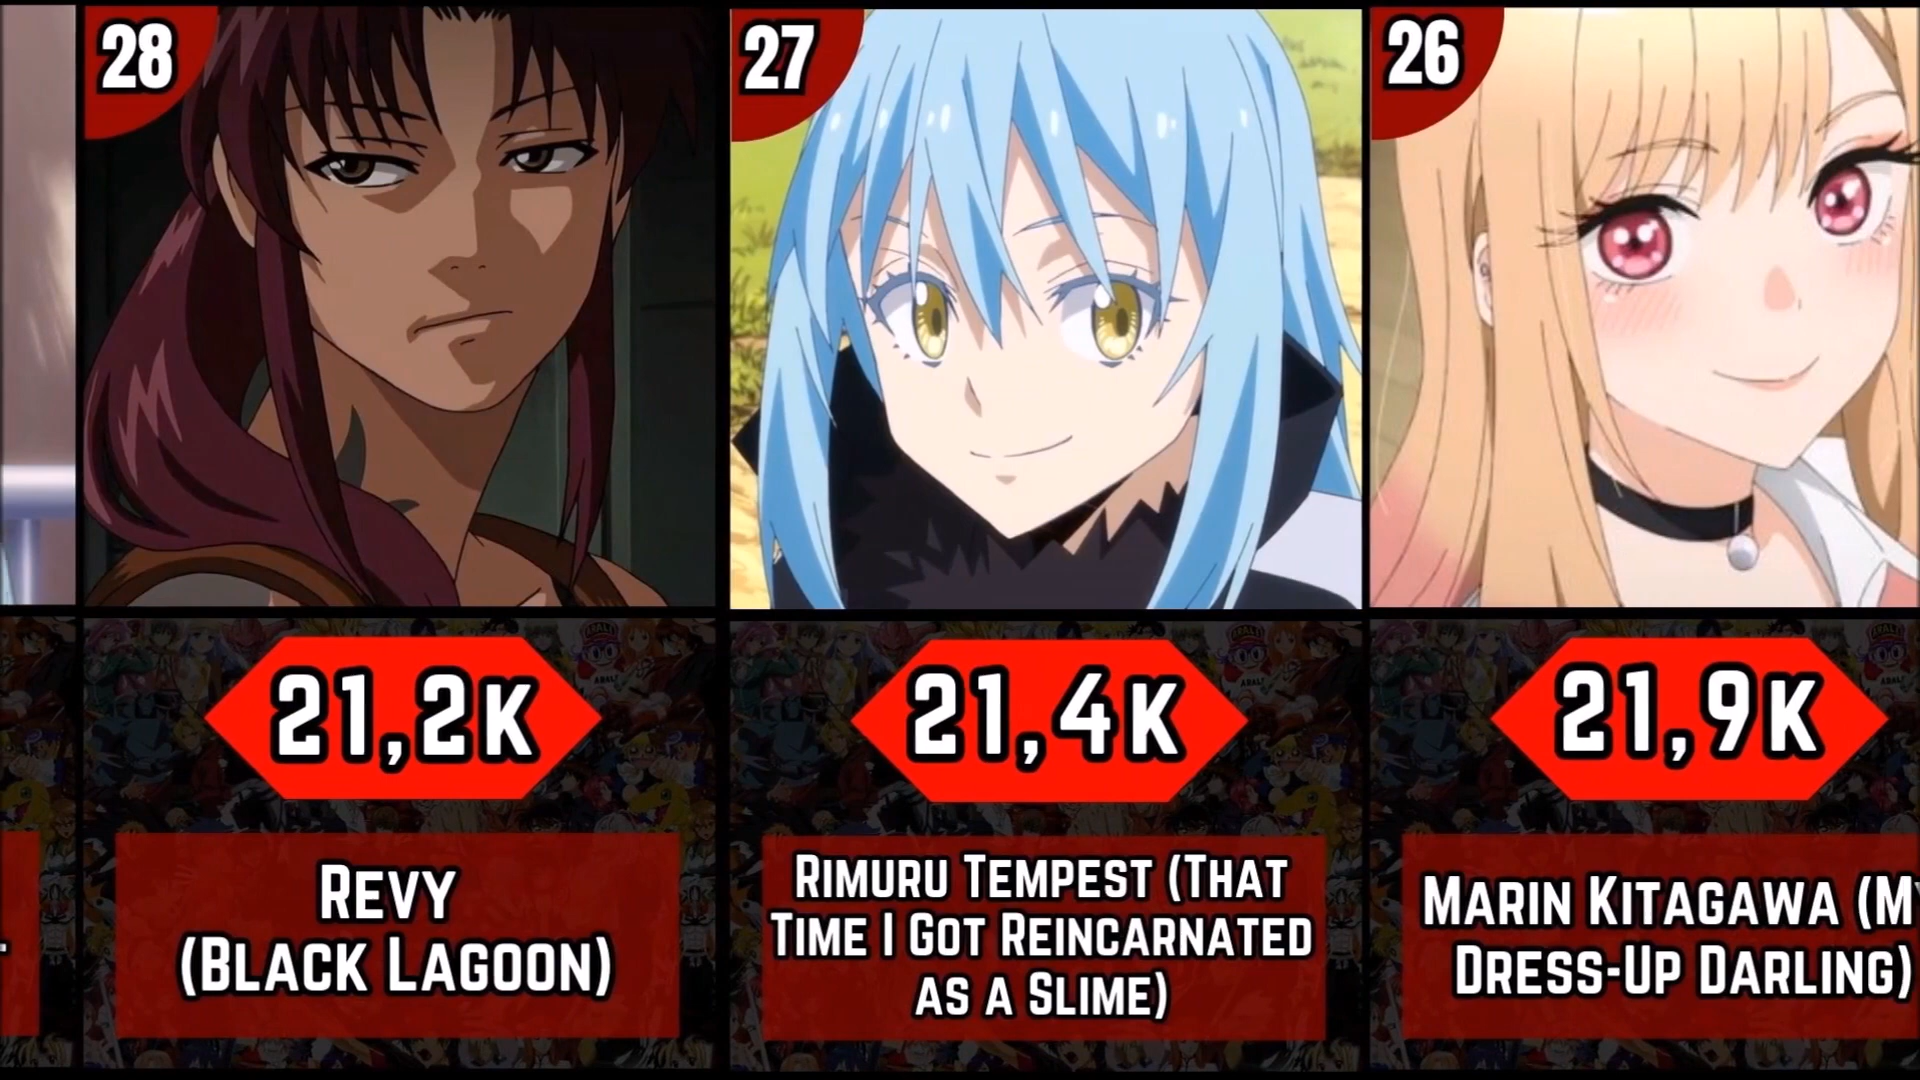 28
27
26
21,2K
21,4K
21,9K
REVY
(BLACK LAGOON)
RIMURU TEMPEST (THAT
TIME I GOT REINCARNATED
AS A SLIME)
MARIN KITAGAWA (M
DRESS-UP DARLING)